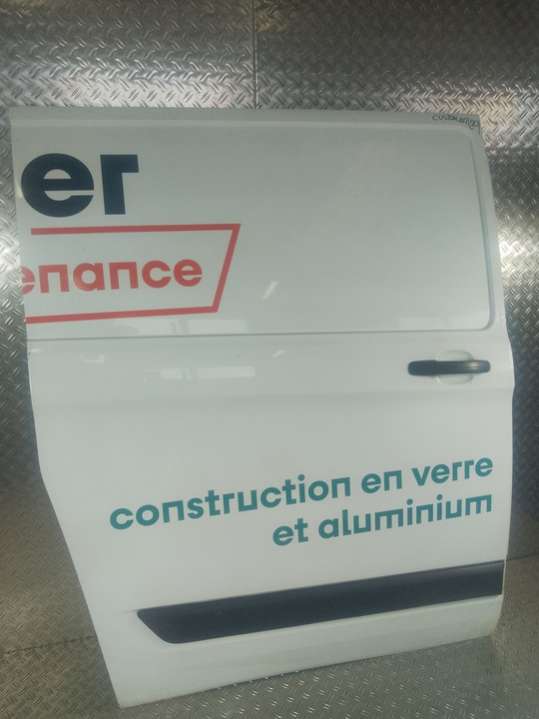 er
enance
construction en verre
et aluminium